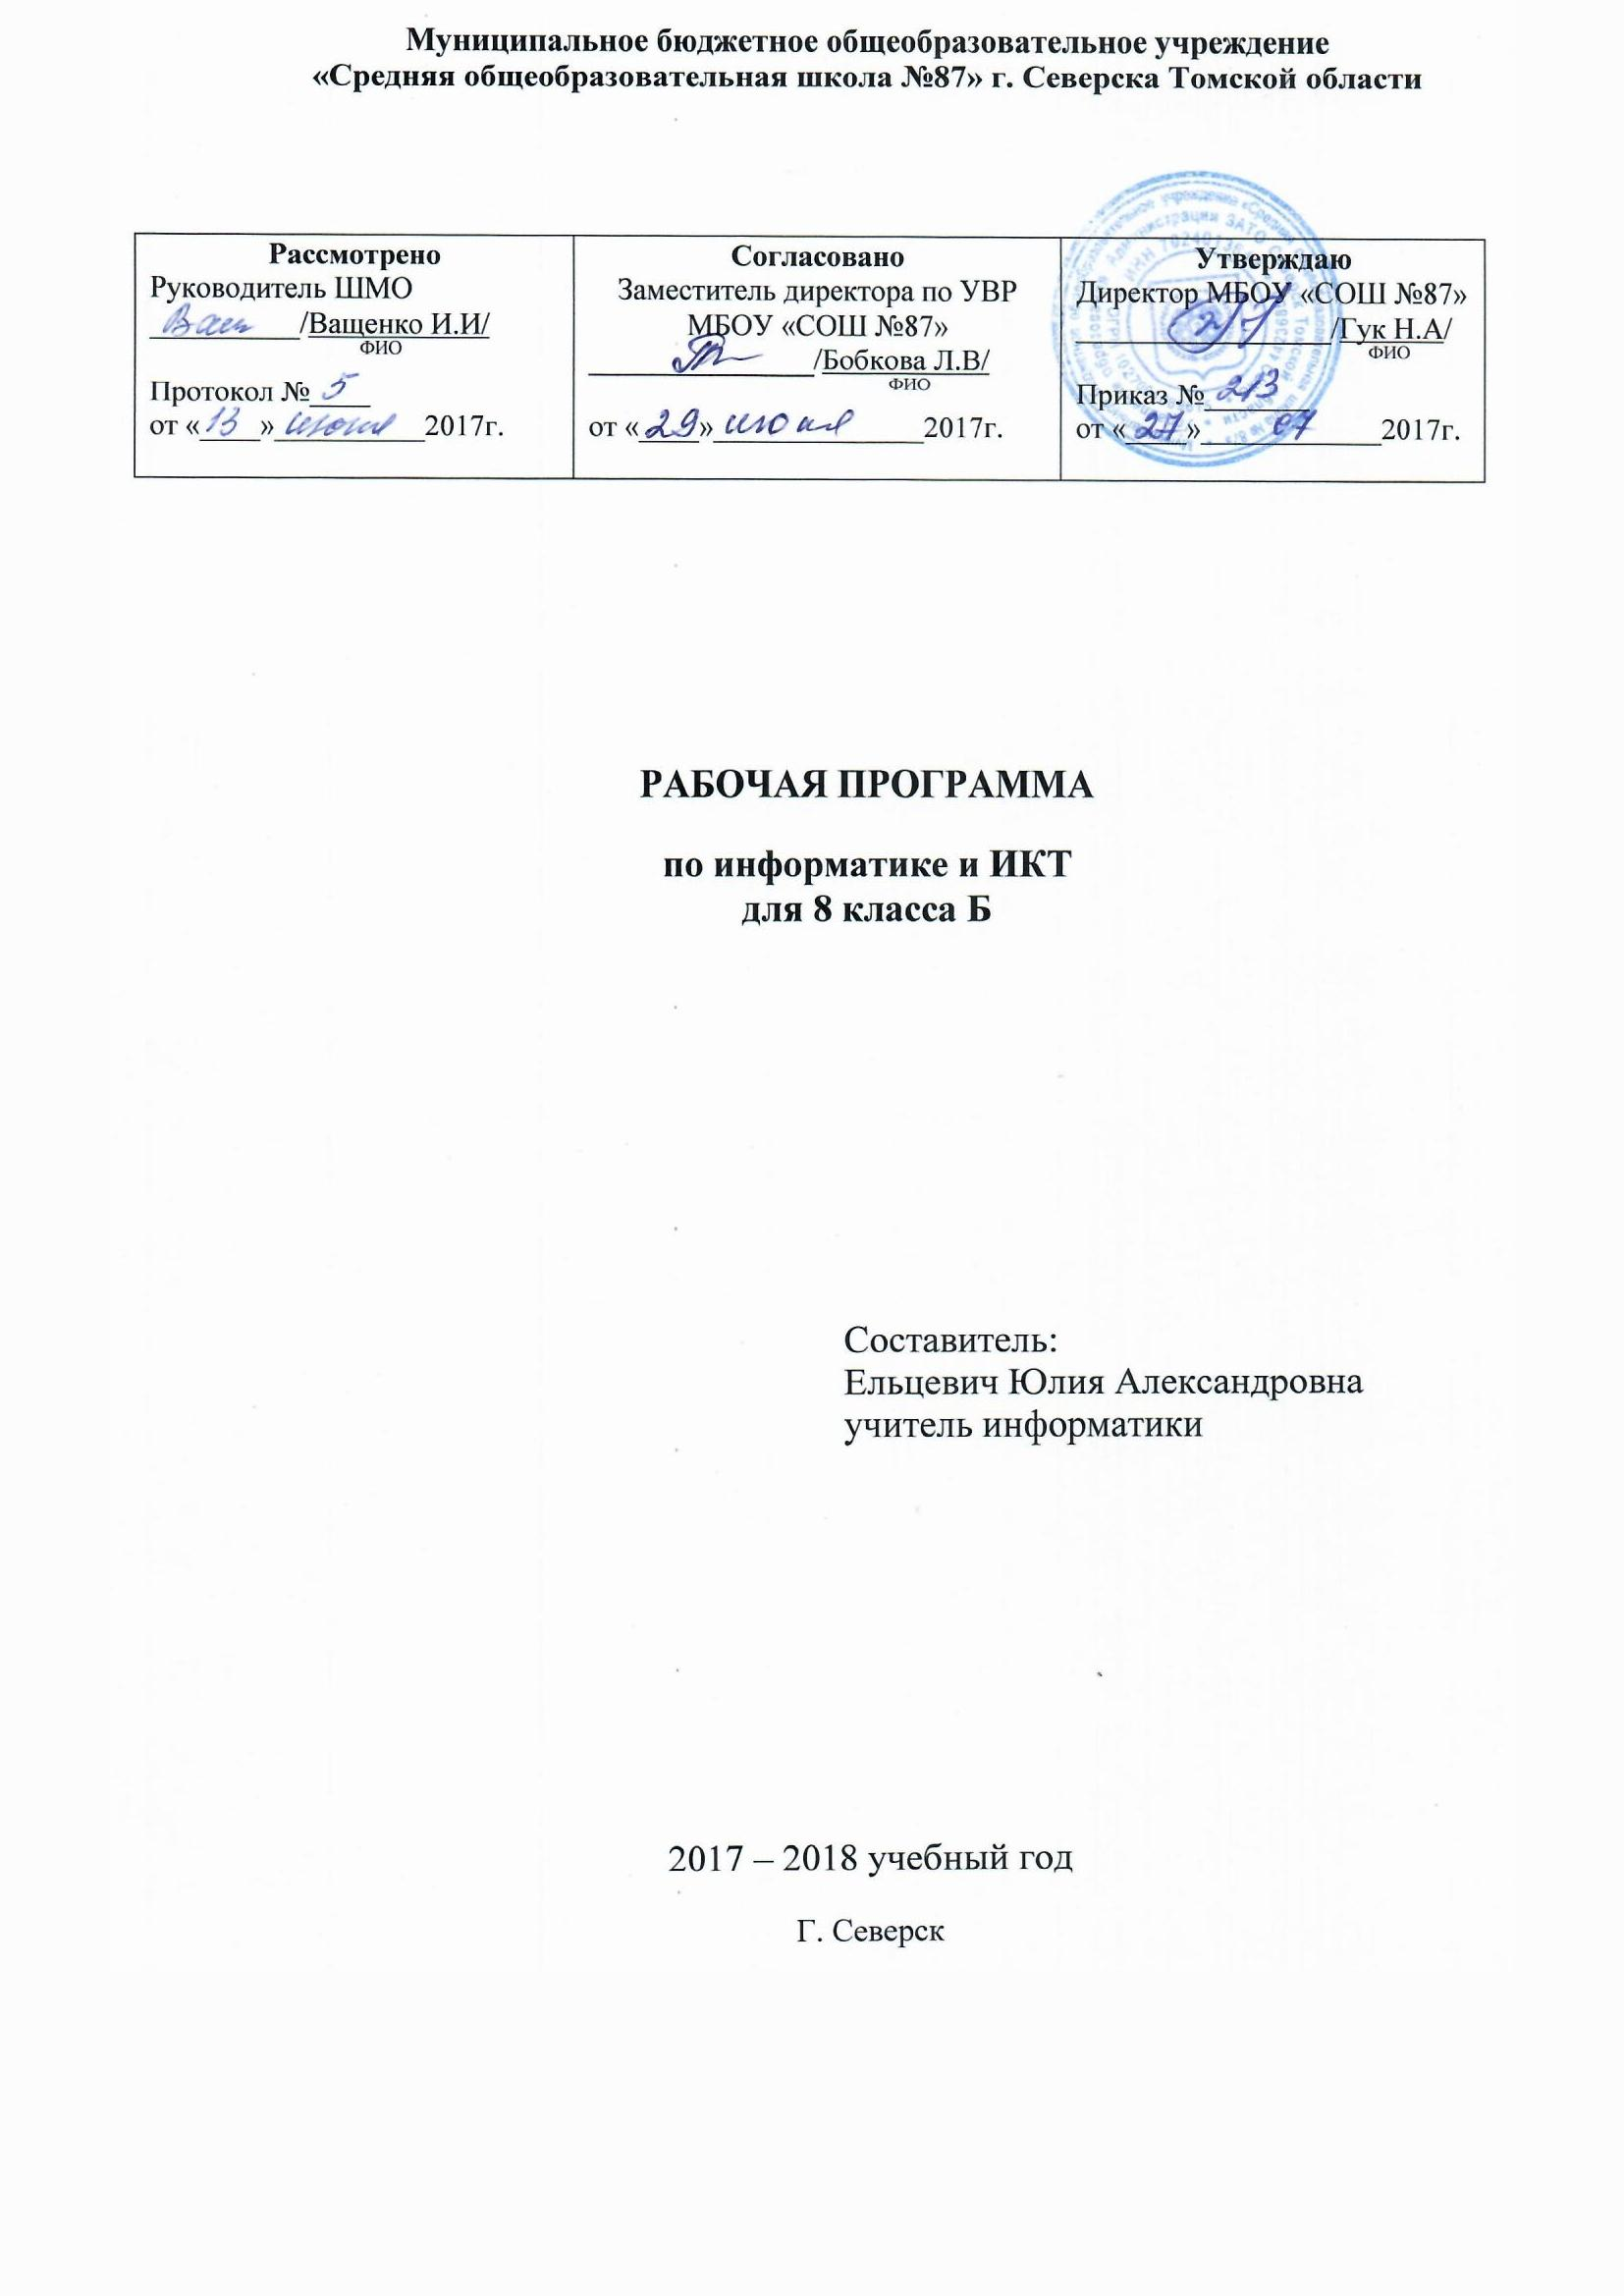 Муниципальное бюджетное общеобразовательное учреждение
«Средняя общеобразовательная школа №87» г. Северска Томской области
Рассмотрено
Руководитель ШМО
/Ващенко И.И/
ФИО
Протокол № 5
от «13» июня 2017г.
Согласовано
Заместитель директора по УВР
МБОУ «СОШ №87»
/Бобкова Л.В/
ФИО
от «29» июня 2017г.
Утверждаю
Директор МБОУ «СОШ №87»
/Гук Н.А/
ФИО
Приказ № 213
от «27» 07 2017г.
РАБОЧАЯ ПРОГРАММА
по информатике и ИКТ
для 8 класса Б
Составитель:
Ельцевич Юлия Александровна
учитель информатики
2017 – 2018 учебный год
Г. Северск